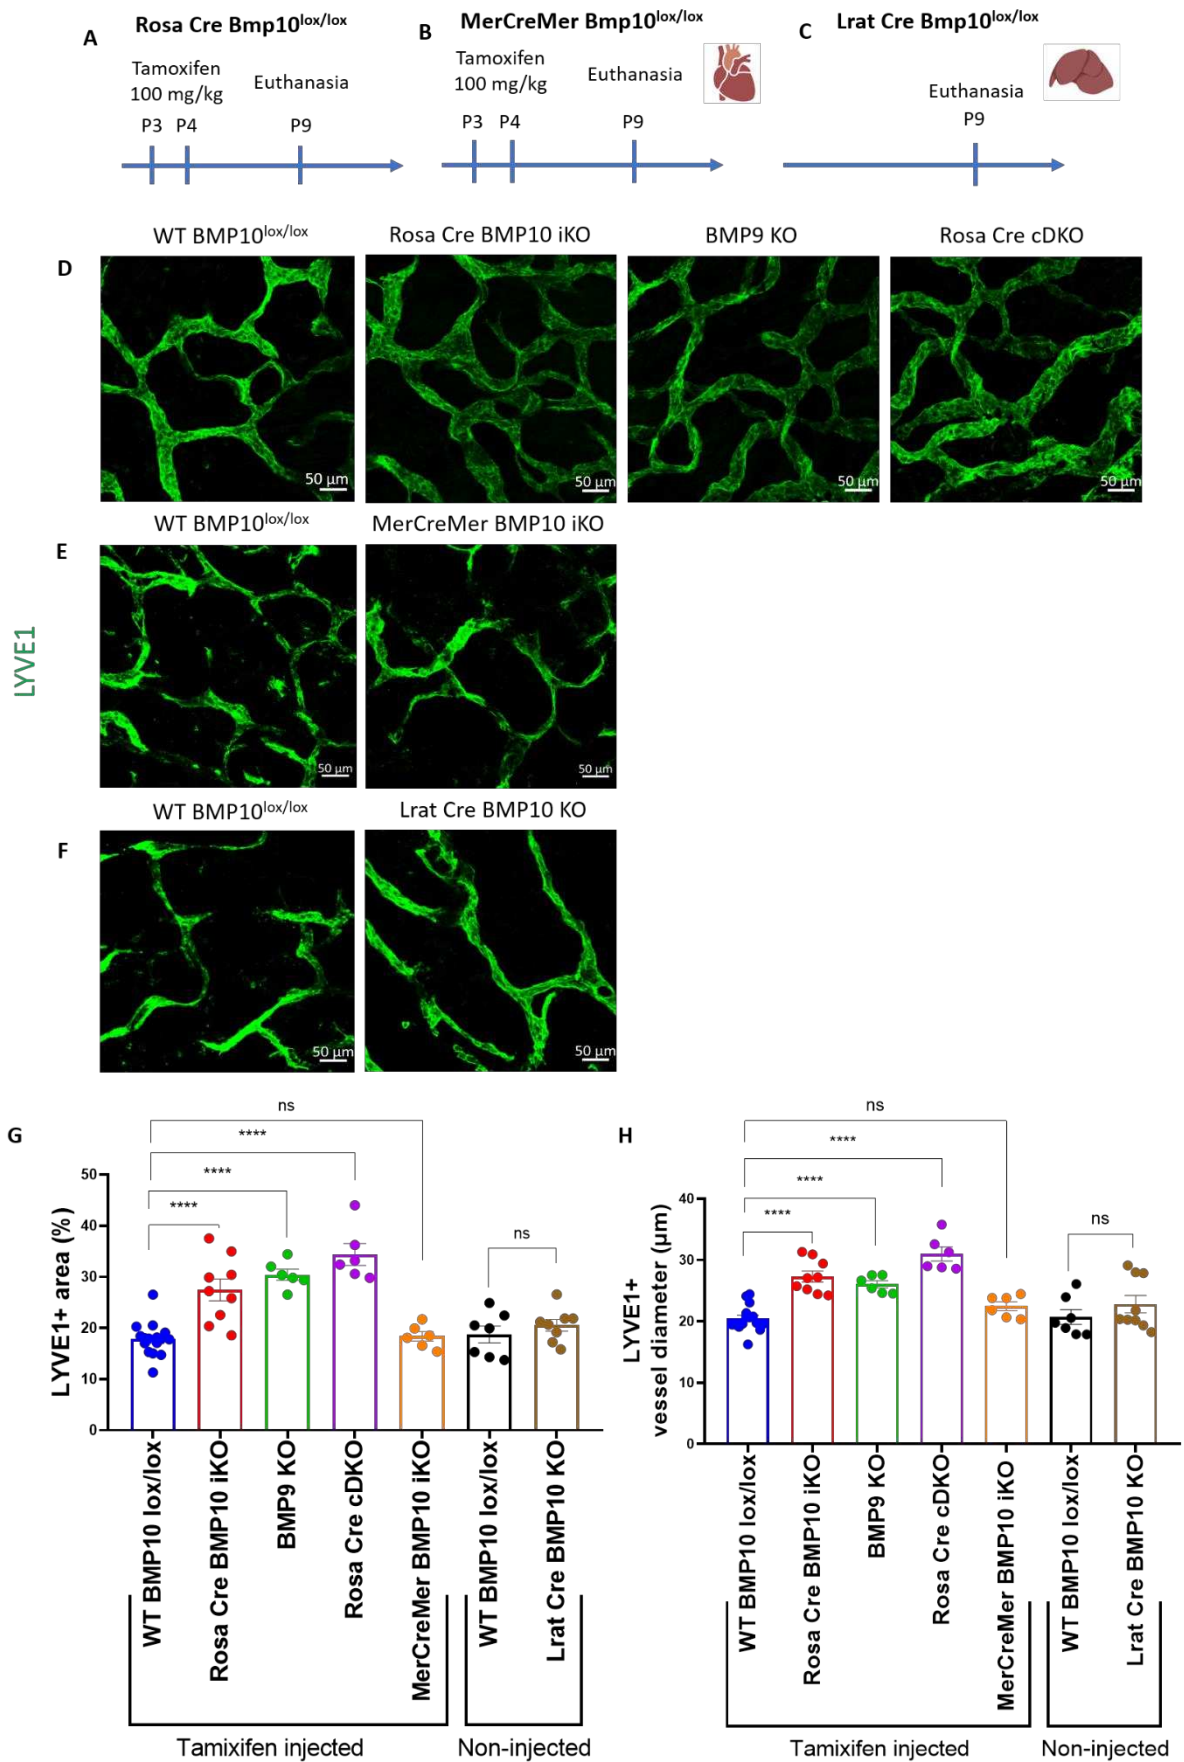 A
Rosa Cre Bmp10lox/lox
Tamoxifen
100 mg/kg
Euthanasia
P3 P4 P9
B
MerCreMer Bmp10lox/lox
Tamoxifen
100 mg/kg
Euthanasia
P3 P4 P9
C
Lrat Cre Bmp10lox/lox
Euthanasia
P9
LYVE1
D
WT BMP10lox/lox
Rosa Cre BMP10 iKO
BMP9 KO
Rosa Cre cDKO
50 µm
50 µm
50 µm
50 µm
E
WT BMP10lox/lox
MerCreMer BMP10 iKO
50 µm
50 µm
F
WT BMP10lox/lox
Lrat Cre BMP10 KO
50 µm
50 µm
G
ns
****
****
****
ns
LYVE1+ area (%)
50
40
30
20
10
0
WT BMP10 lox/lox
Rosa Cre BMP10 iKO
BMP9 KO
Rosa Cre cDKO
MerCreMer BMP10 iKO
WT BMP10 lox/lox
Lrat Cre BMP10 KO
Tamixifen injected
Non-injected
H
ns
****
****
****
ns
LYVE1+
vessel diameter (µm)
40
30
20
10
0
WT BMP10 lox/lox
Rosa Cre BMP10 iKO
BMP9 KO
Rosa Cre cDKO
MerCreMer BMP10 iKO
WT BMP10 lox/lox
Lrat Cre BMP10 KO
Tamixifen injected
Non-injected